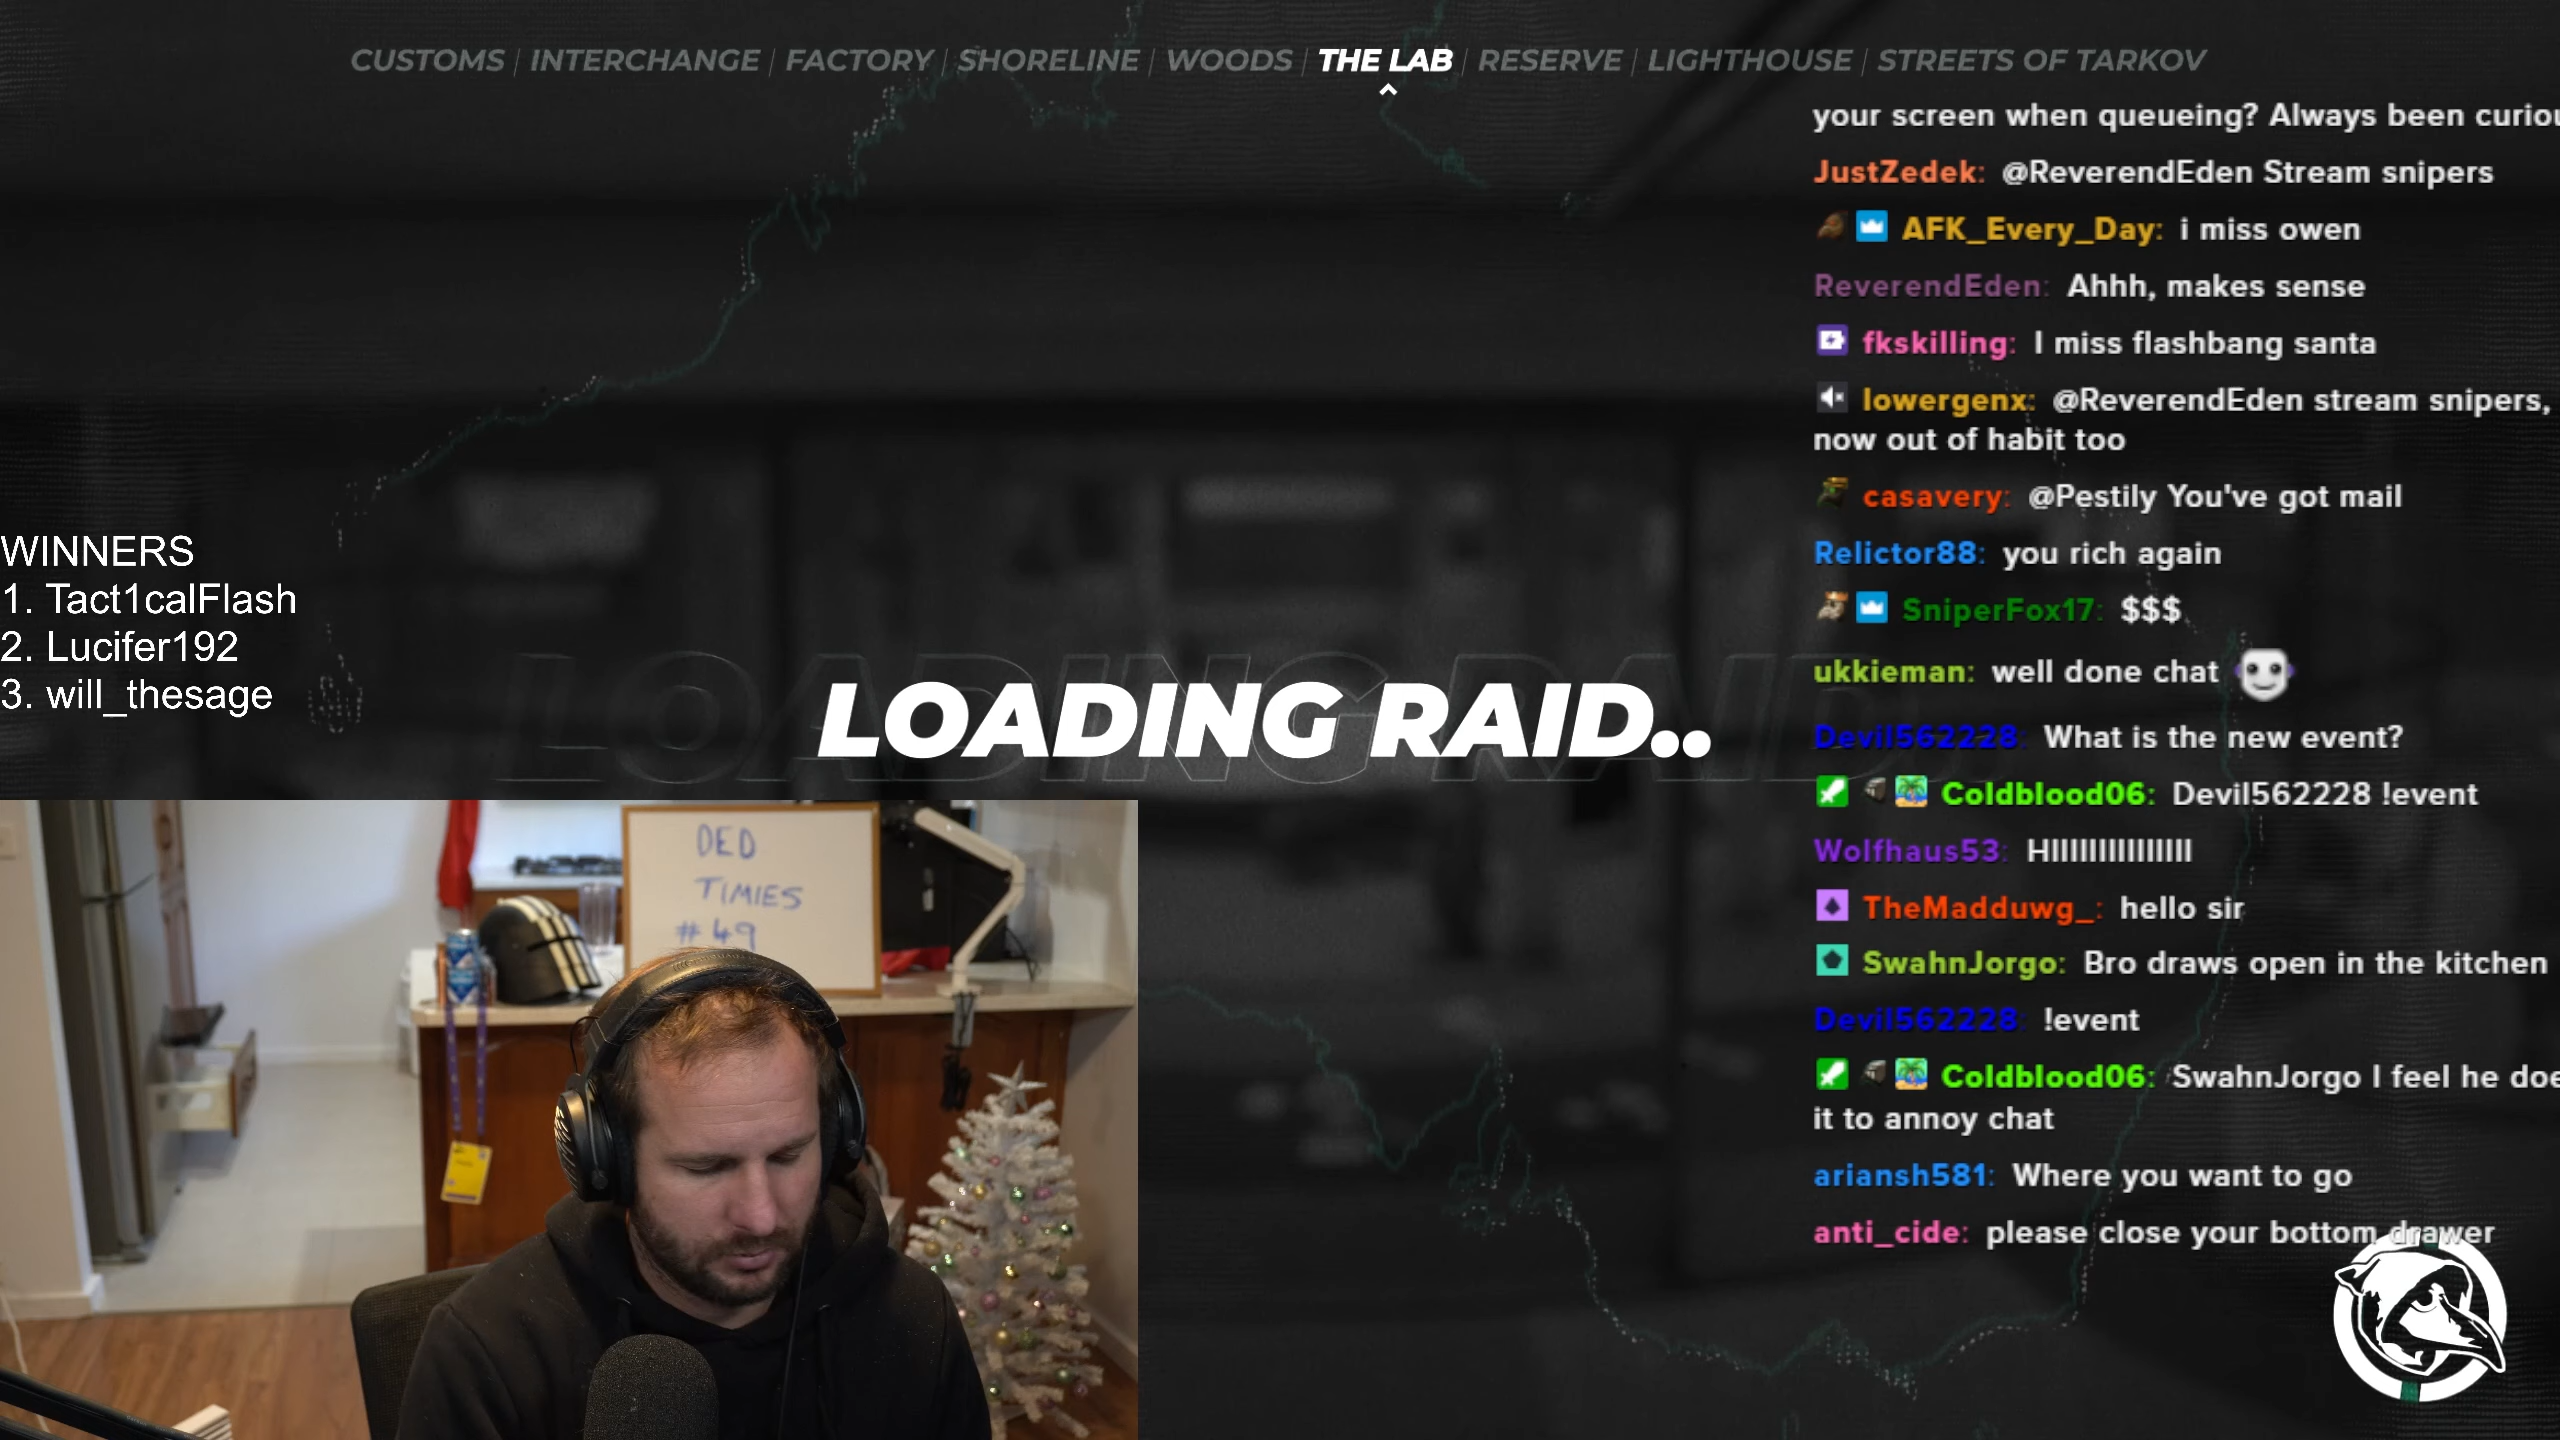 CUSTOMS | INTERCHANGE | FACTORY | SHORELINE | WOODS | THE LAB | RESERVE | LIGHTHOUSE | STREETS OF TARKOV
your screen when queueing? Always been
JustZedek: @ReverendEden Stream snipers
AFK_Every_Day: i miss owen
ReverendEden: Ahhh, makes sense
fkskilling: I miss flashbang santa
lowergenx: @ReverendEden stream snipers,
now out of habit too
casavery: @Pestily You've got mail
Relictor88: you rich again
SniperFox17: $$$
ukkieman: well done chat
Devil562228: What is the new event?
Coldblood06: Devil562228 !event
Wolfhaus53: HIIIIIIIIIIIIIIII
TheMadduwg_: hello sir
SwahnJorgo: Bro draws open in the kitchen
Devil562228: !event
Coldblood06: SwahnJorgo I feel he doe
it to annoy chat
ariansh581: Where you want to go
anti_cide: please close your bottom drawer
WINNERS
1. Tact1calFlash
2. Lucifer192
3. will_thesage
LOADING RAID..
DED
TIMIES
#49